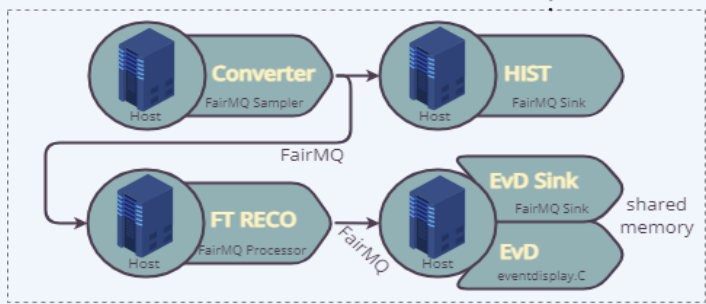 Converter
FairMQ Sampler
Host
HIST
FairMQ Sink
Host
FairMQ
FT RECO
FairMQ Processor
Host
FairMQ
EvD Sink
FairMQ Sink
EvD
eventdisplay.C
Host
shared
memory